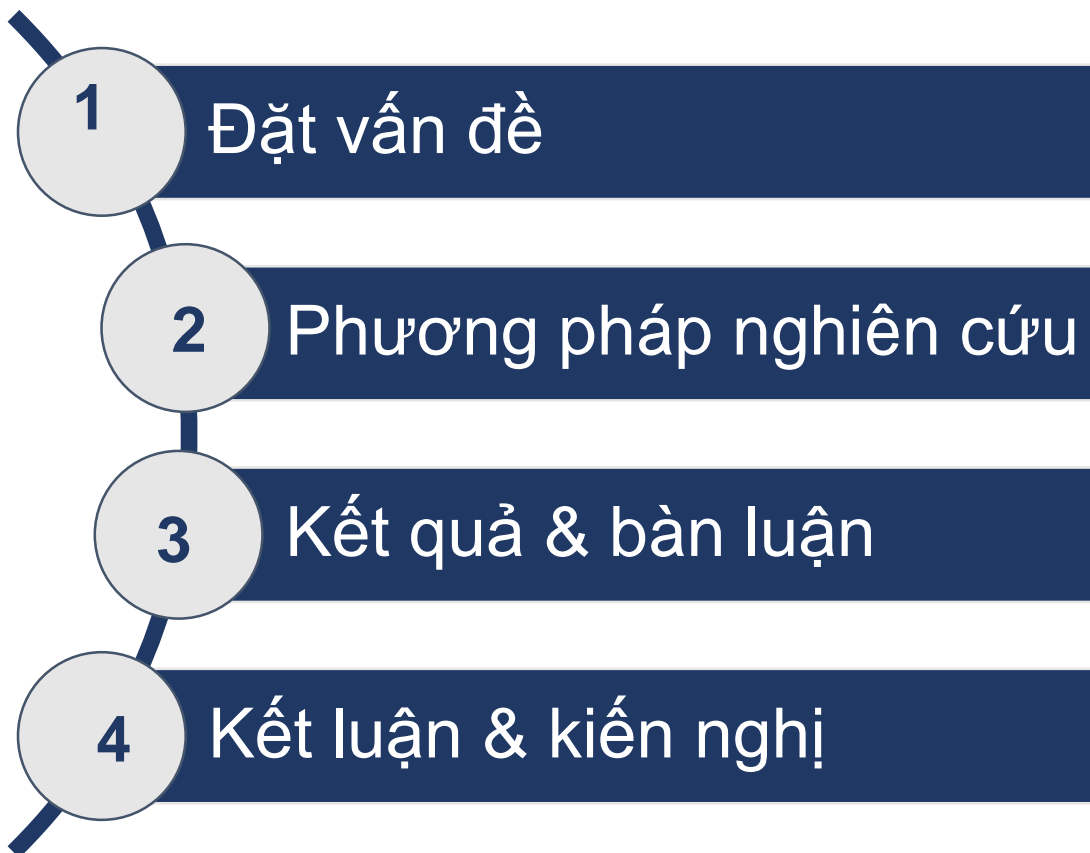 1
Đặt vấn đề
2
Phương pháp nghiên cứu
3
Kết quả & bàn luận
4
Kết luận & kiến nghị